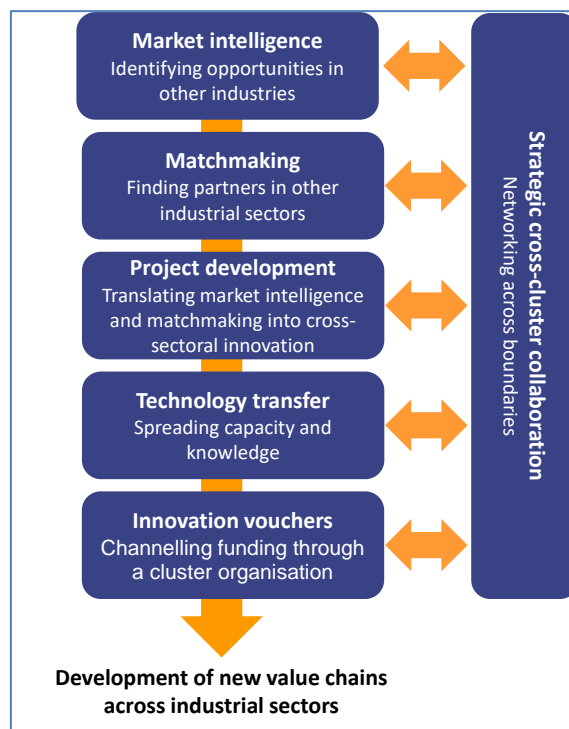 Market intelligence
Identifying opportunities in
other industries
Matchmaking
Finding partners in other
industrial sectors
Project development
Translating market intelligence
and matchmaking into cross-
sectoral innovation
Technology transfer
Spreading capacity and
knowledge
Innovation vouchers
Channelling funding through
a cluster organisation
Strategic cross-cluster collaboration
Networking across boundaries
Development of new value chains
across industrial sectors